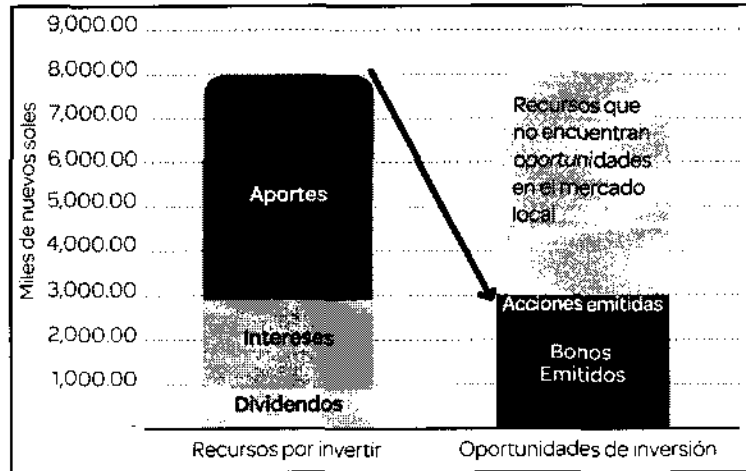 Miles de nuevos soles
9,000.00
8,000.00
7,000.00
6,000.00
5,000.00
4,000.00
3,000.00
2,000.00
1,000.00
-
Aportes
Intereses
Dividendos
Recursos que
no encuentran
oportunidades
en el mercado
local
Acciones emitidas
Bonos
Emitidos
Recursos por invertir
Oportunidades de inversión